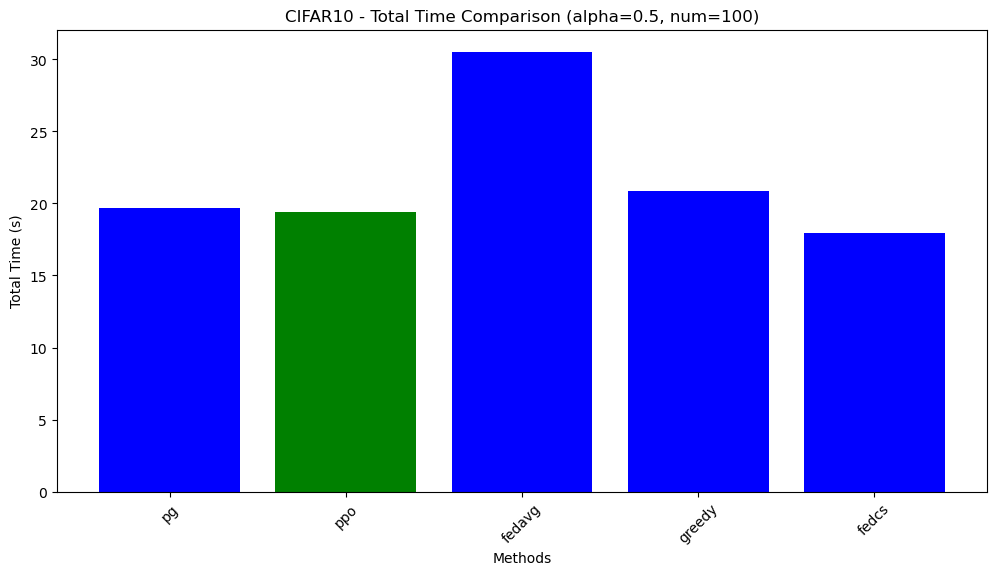 CIFAR10 - Total Time Comparison (alpha=0.5, num=100)
Total Time (s)
30
25
20
15
10
5
0
pg
ppo
fedavg
greedy
fedcs
Methods